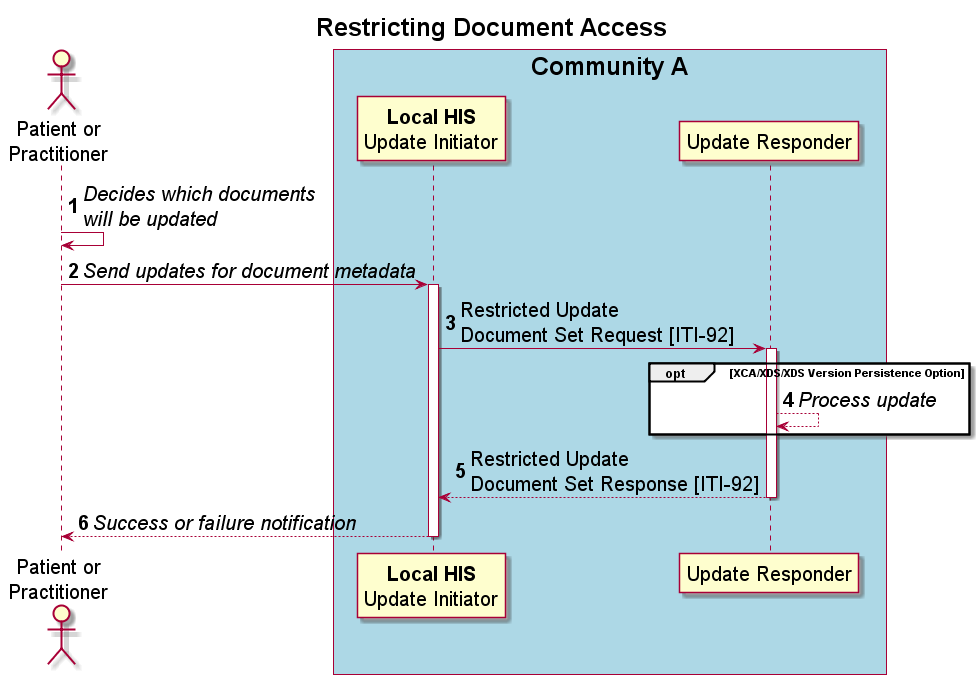 Restricting Document Access
Community A
Patient or
Practitioner
Local HIS
Update Initiator
Update Responder
1 Decides which documents
will be updated
2 Send updates for document metadata
3 Restricted Update
Document Set Request [ITI-92]
opt [XCA/XDS/XDS Version Persistence Option]
4 Process update
5 Restricted Update
Document Set Response [ITI-92]
6 Success or failure notification
Patient or
Practitioner
Local HIS
Update Initiator
Update Responder